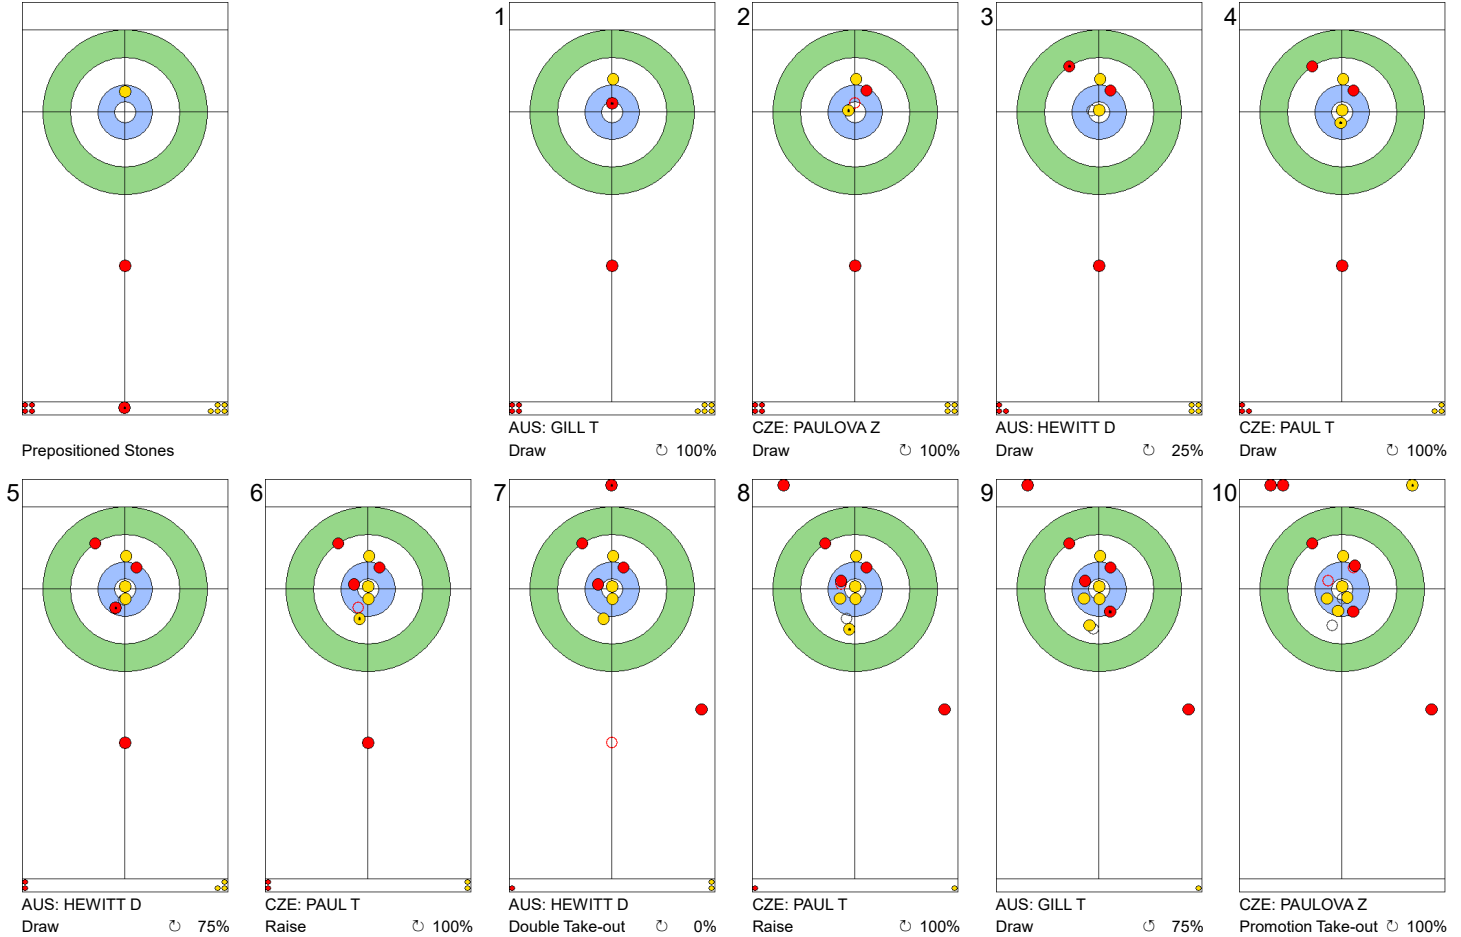 1 2 3 4
AUS: GILL T CZE: PAULOVA Z AUS: HEWITT D CZE: PAUL T
Prepositioned Stones Draw ↻ 100% Draw ↻ 100% Draw ↻ 25% Draw ↻ 100%
5 6 7 8 9 10
AUS: HEWITT D CZE: PAUL T AUS: HEWITT D CZE: PAUL T AUS: GILL T CZE: PAULOVA Z
Draw ↻ 75% Raise ↻ 100% Double Take-out ↻ 0% Raise ↻ 100% Draw ↺ 75% Promotion Take-out ↻ 100%